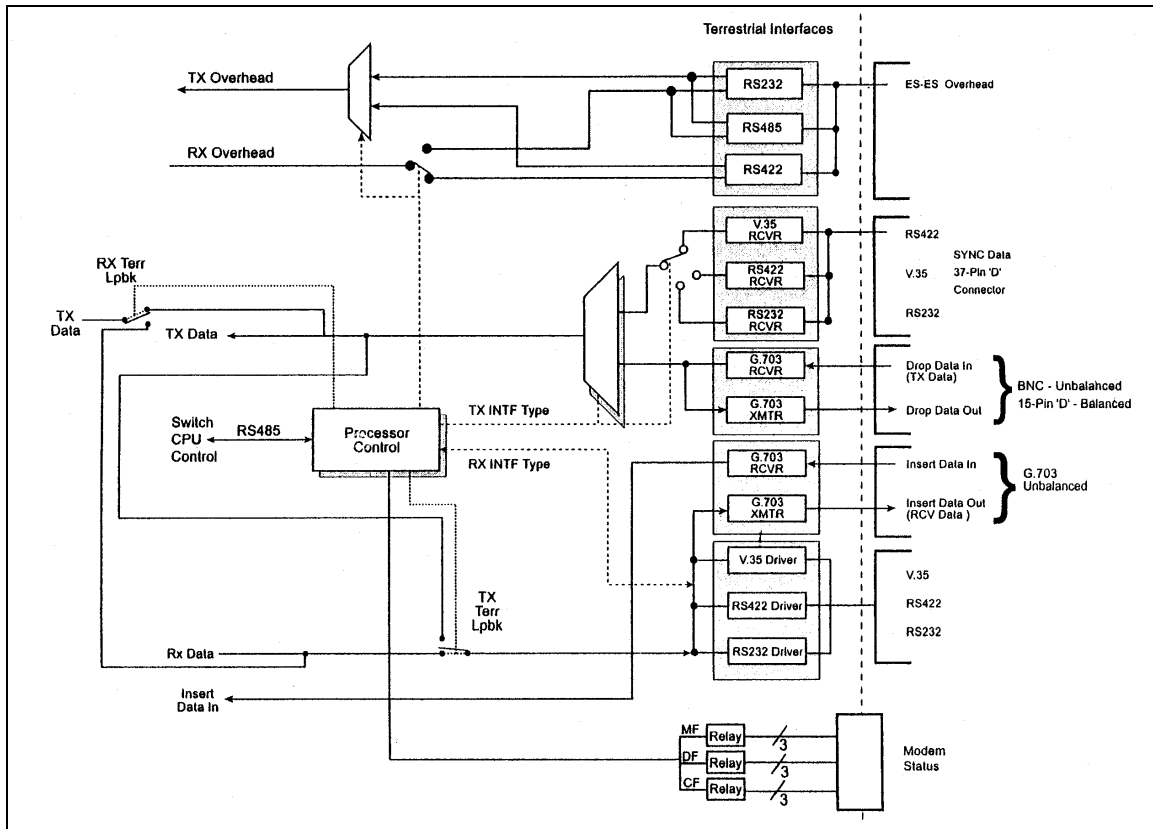 Terrestrial Interfaces
TX Overhead
RS232
ES-ES Overhead
RS485
RX Overhead
RS422
V.35
RCVR
RS422
RX Terr
Lpbk
RS422
RCVR
V.35
SYNC Data
37-Pin 'D'
Connector
TX
Data
TX Data
RS232
RCVR
RS232
G.703
RCVR
Drop Data In
(TX Data)
BNC - Unbalahced
15-Pin 'D' - Balanced
G.703
XMTR
Drop Data Out
TX INTF Type
Switch
CPU
Control
RS485
Processor
Control
RX INTF Type
G.703
RCVR
Insert Data In
G.703
Unbalanced
G.703
XMTR
Insert Data Out
(RCV Data )
V.35 Driver
V.35
TX
Terr
Lpbk
RS422 Driver
RS422
RS232
Rx Data
RS232 Driver
Insert
Data In
MF
Relay
3
DF
Relay
3
CF
Relay
3
Modem
Status